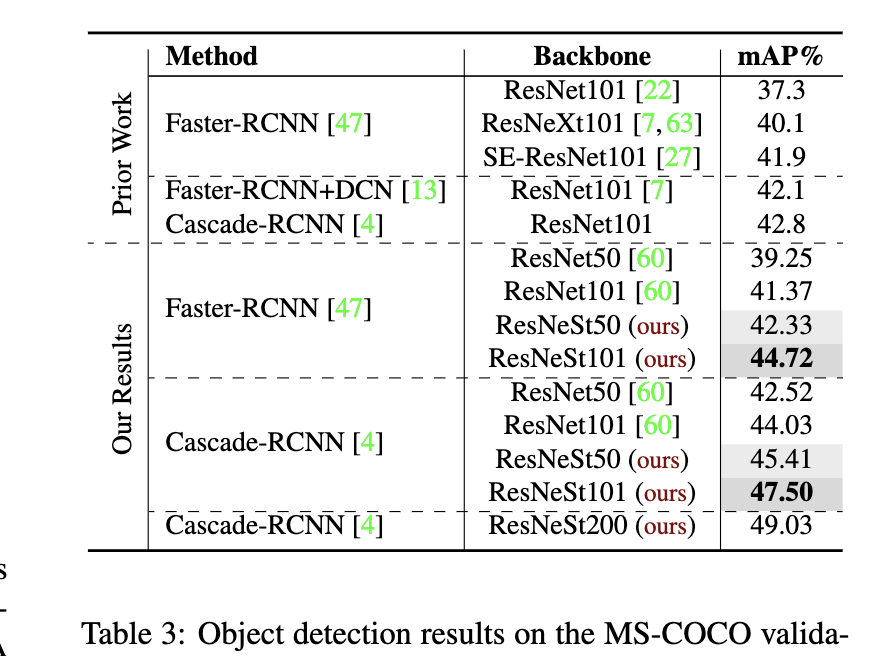 Method Backbone mAP%
Prior Work
ResNet101 [22] 37.3
Faster-RCNN [47] ResNeXt101 [7,63] 40.1
SE-ResNet101 [27] 41.9
Faster-RCNN+DCN [13] ResNet101 [7] 42.1
Cascade-RCNN [4] ResNet101 42.8
Our Results
ResNet50 [60] 39.25
ResNet101 [60] 41.37
Faster-RCNN [47]
ResNeSt50 (ours) 42.33
ResNeSt101 (ours) 44.72
ResNet50 [60] 42.52
ResNet101 [60] 44.03
Cascade-RCNN [4]
ResNeSt50 (ours) 45.41
ResNeSt101 (ours) 47.50
Cascade-RCNN [4] ResNeSt200 (ours) 49.03
s
-
Table 3: Object detection results on the MS-COCO valida-